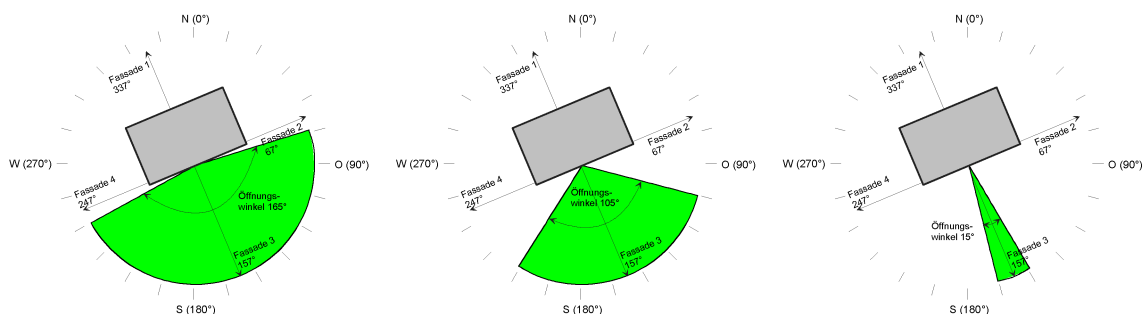 N (0°)
Fassade 1
337°
Fassade 2
67°
W (270°)
O (90°)
Fassade 4
247°
Öffnungs-
winkel 165°
Fassade 3
157°
S (180°)
N (0°)
Fassade 1
337°
Fassade 2
67°
W (270°)
O (90°)
Fassade 4
247°
Öffnungs-
winkel 105°
Fassade 3
157°
S (180°)
N (0°)
Fassade 1
337°
Fassade 2
67°
W (270°)
O (90°)
Fassade 4
247°
Öffnungs-
winkel 15°
Fassade 3
157°
S (180°)